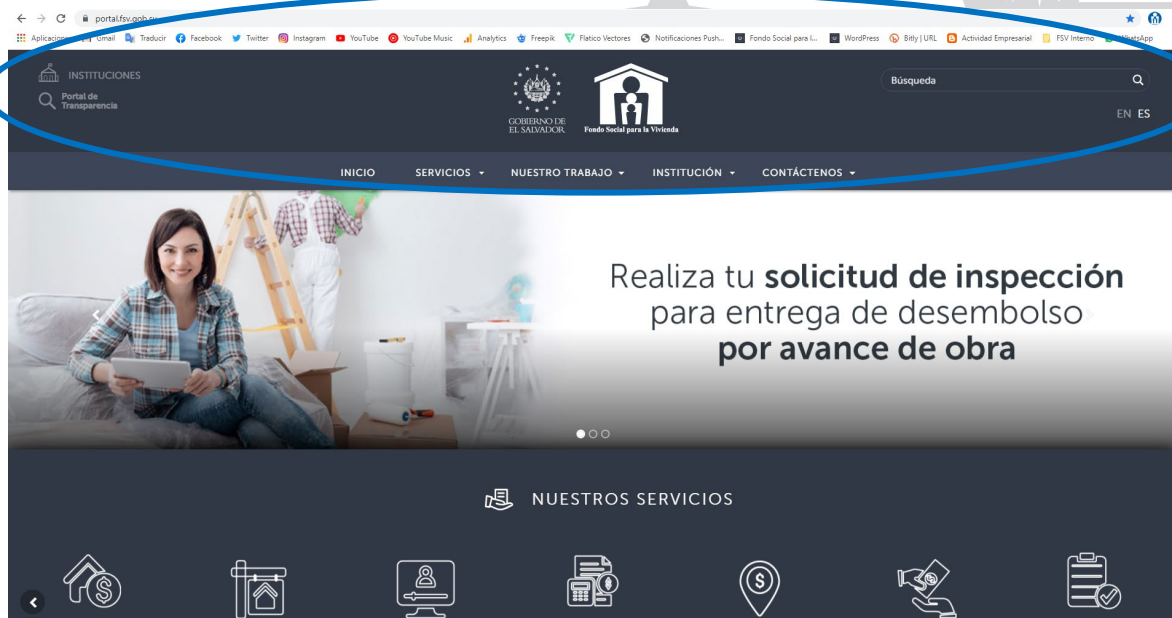 portal.fsv.gob.sv
Gmail Traducir Facebook Twitter Instagram YouTube YouTube Music Analytics Freepik Flatico Vectores Notificaciones Push... Fondo Social para l... WordPress Bitly | URL Actividad Empresarial FSV Interno WhatsApp
INSTITUCIONES
Portal de
Transparencia
GOBIERNO DE
EL SALVADOR
Fondo Social para la Vivienda
Búsqueda
EN ES
INICIO SERVICIOS NUESTRO TRABAJO INSTITUCIÓN CONTÁCTENOS
Realiza tu solicitud de inspección
para entrega de desembolso
por avance de obra
NUESTROS SERVICIOS